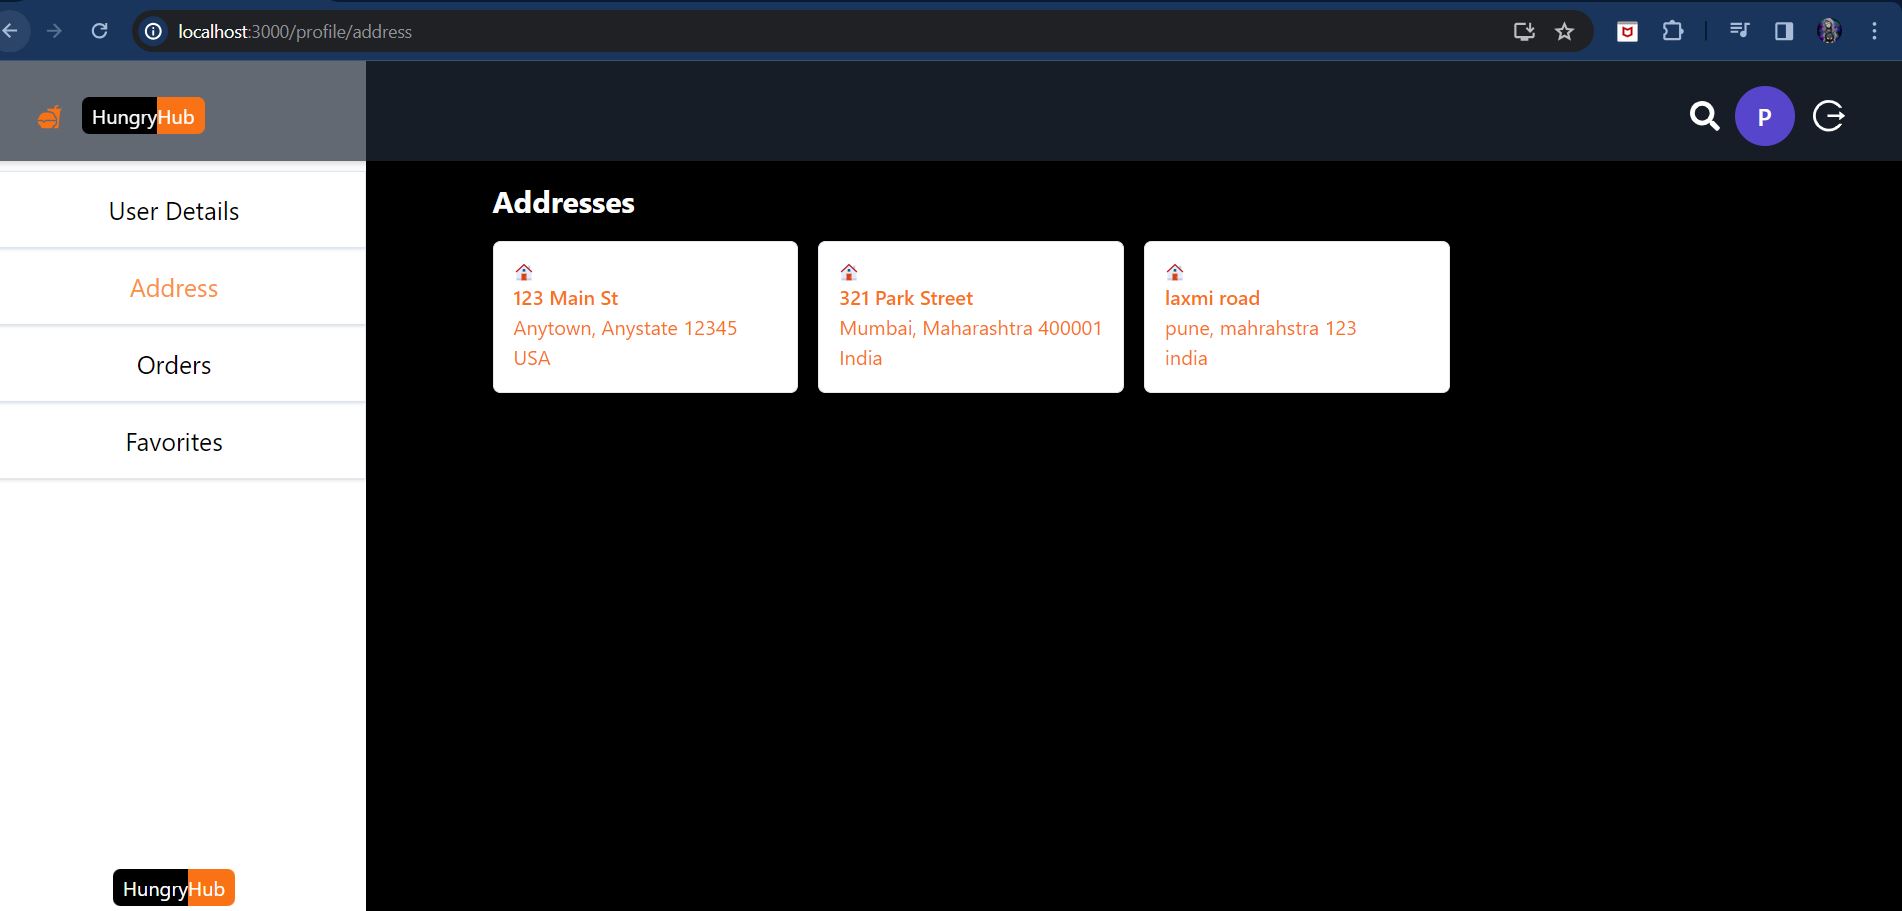 localhost:3000/profile/address
HungryHub
P
User Details
Address
Orders
Favorites
HungryHub
Addresses
123 Main St
Anytown, Anystate 12345
USA
321 Park Street
Mumbai, Maharashtra 400001
India
laxmi road
pune, mahrahstra 123
india